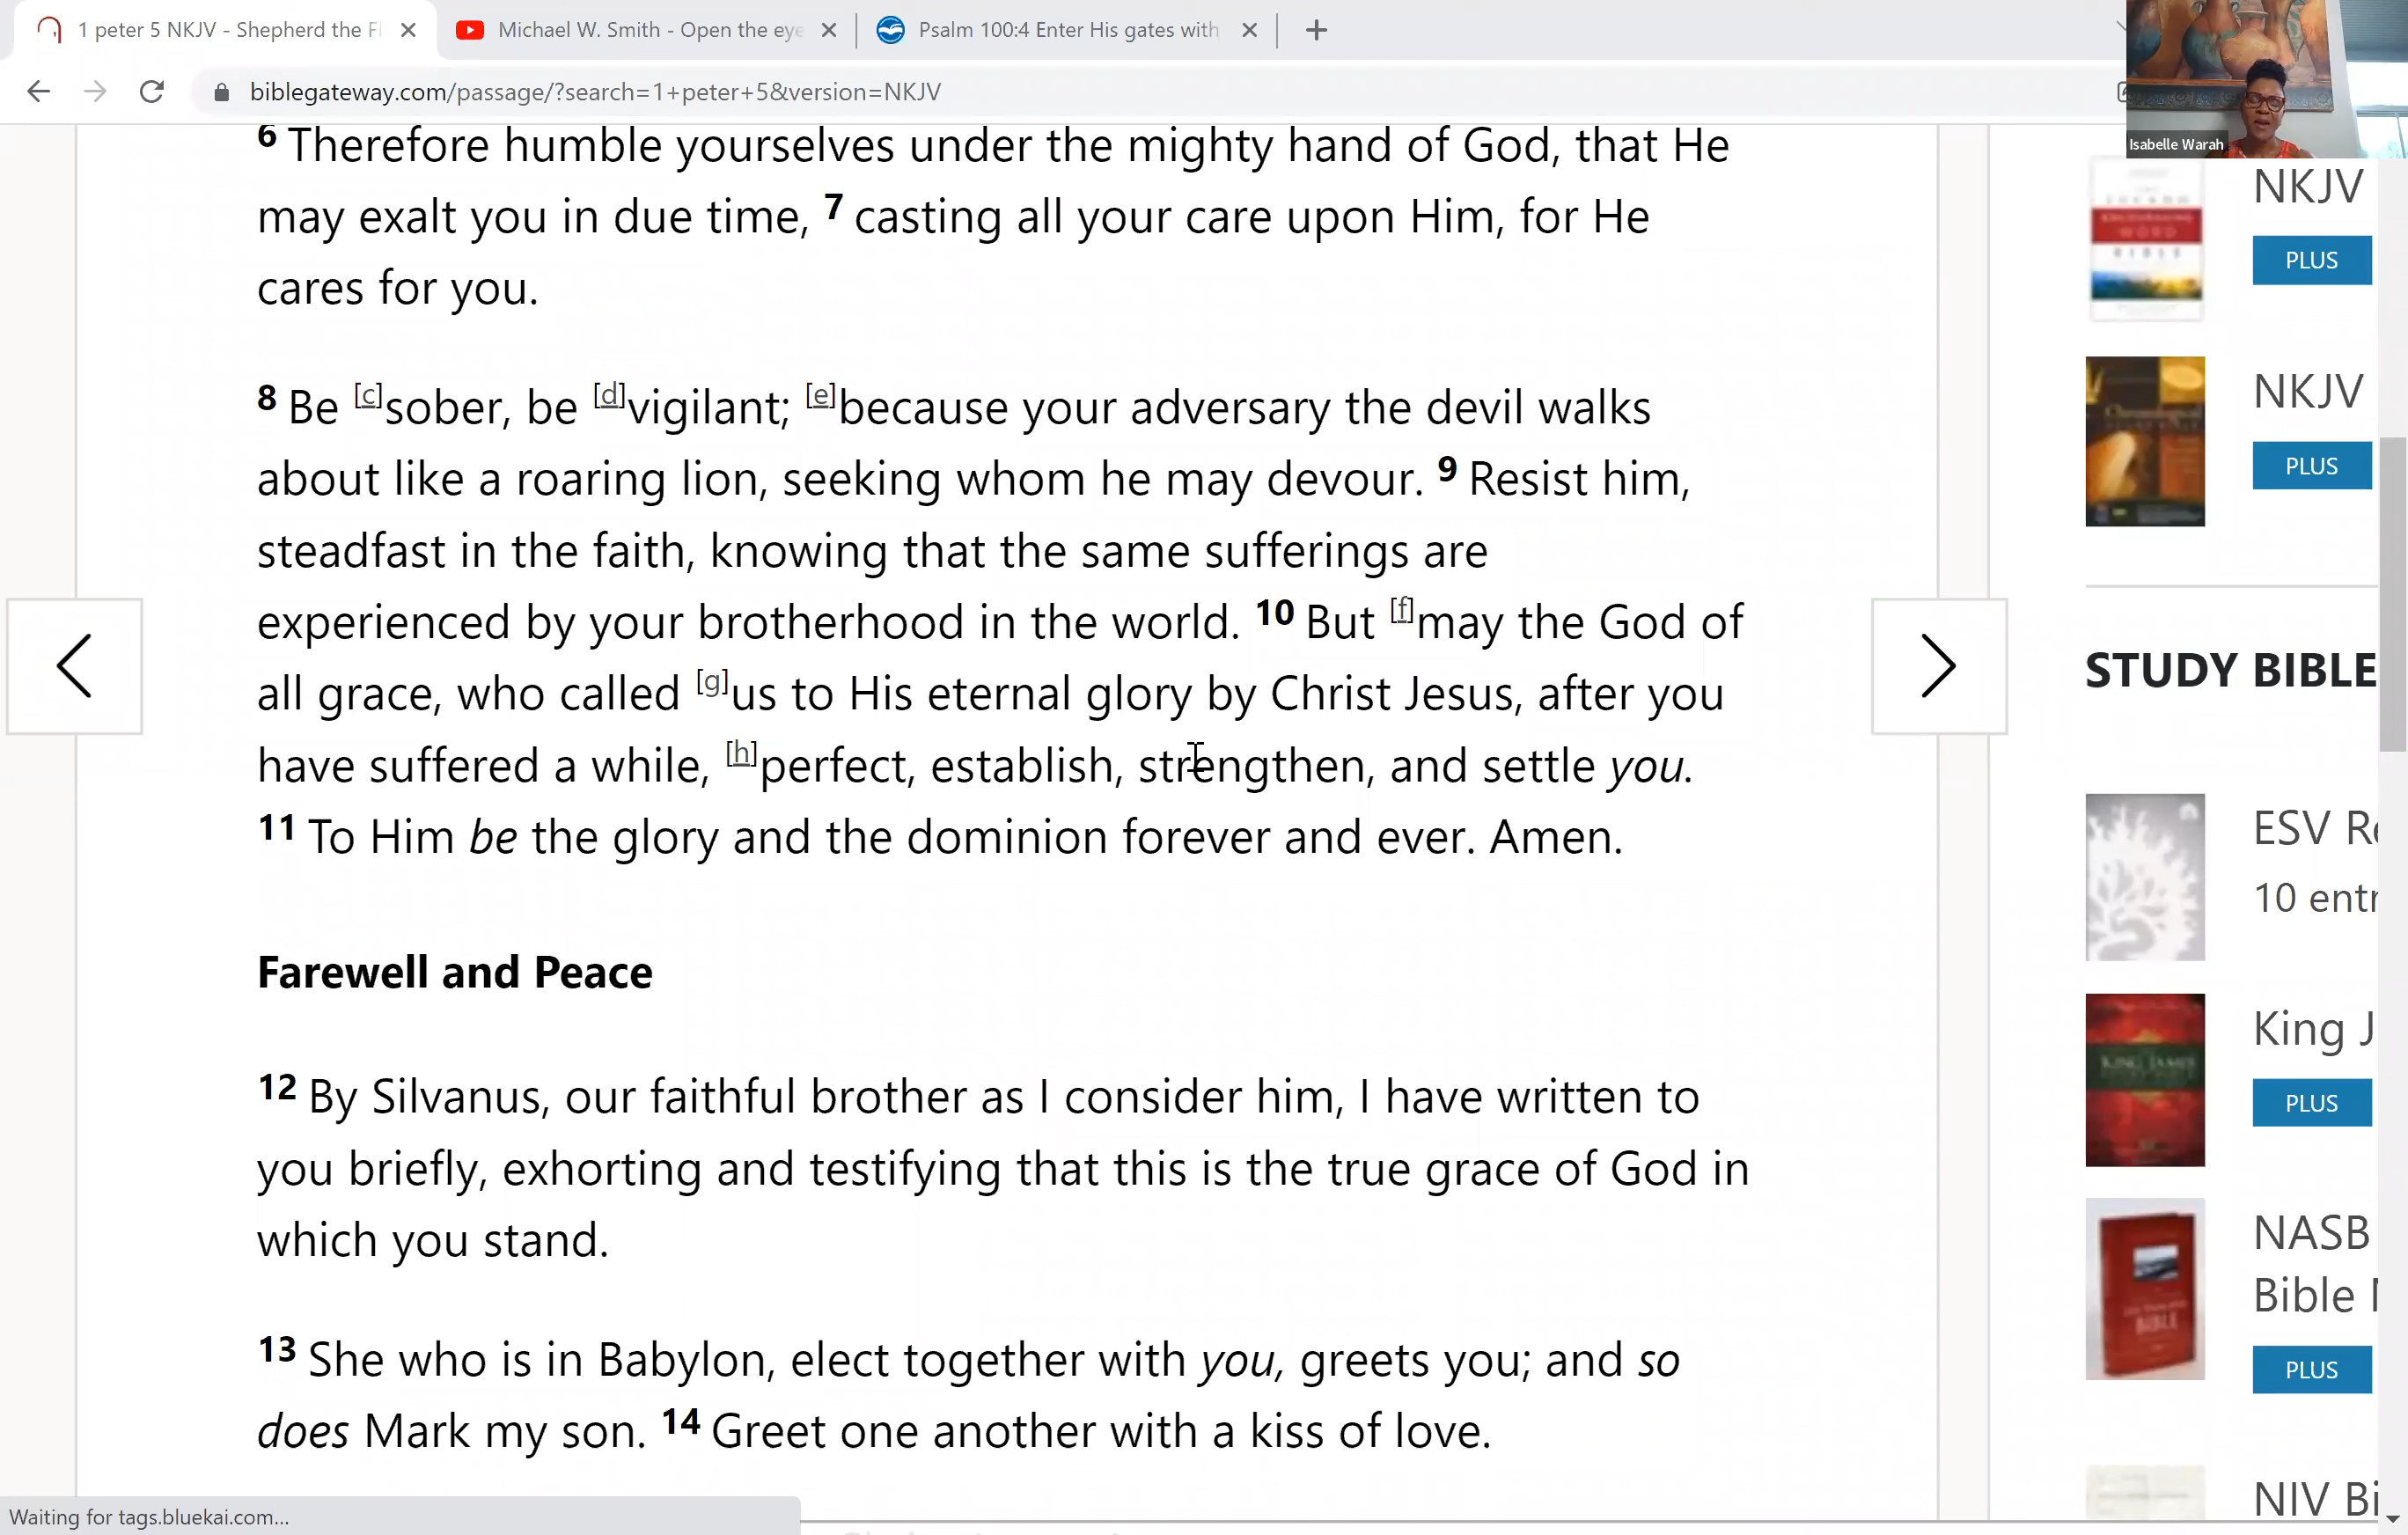 1 peter 5 NKJV - Shepherd the Fl
Michael W. Smith - Open the eye
Psalm 100:4 Enter His gates with
biblegateway.com/passage/?search=1+peter+5&version=NKJV
Isabelle Warah
6 Therefore humble yourselves under the mighty hand of God, that He
may exalt you in due time, 7 casting all your care upon Him, for He
cares for you.
8 Be [c]sober, be [d]vigilant; [e]because your adversary the devil walks
about like a roaring lion, seeking whom he may devour. 9 Resist him,
steadfast in the faith, knowing that the same sufferings are
experienced by your brotherhood in the world. 10 But [f]may the God of
all grace, who called [g]us to His eternal glory by Christ Jesus, after you
have suffered a while, [h]perfect, establish, strengthen, and settle you.
11 To Him be the glory and the dominion forever and ever. Amen.
Farewell and Peace
12 By Silvanus, our faithful brother as I consider him, I have written to
you briefly, exhorting and testifying that this is the true grace of God in
which you stand.
13 She who is in Babylon, elect together with you, greets you; and so
does Mark my son. 14 Greet one another with a kiss of love.
NKJV
WORD
BIBLE
PLUS
NKJV
PLUS
STUDY BIBLE
ESV Re
10 entr
King J
KING JAMES
PLUS
NASB
Bible
BIBLE
PLUS
NIV Bi
Waiting for tags.bluekai.com...